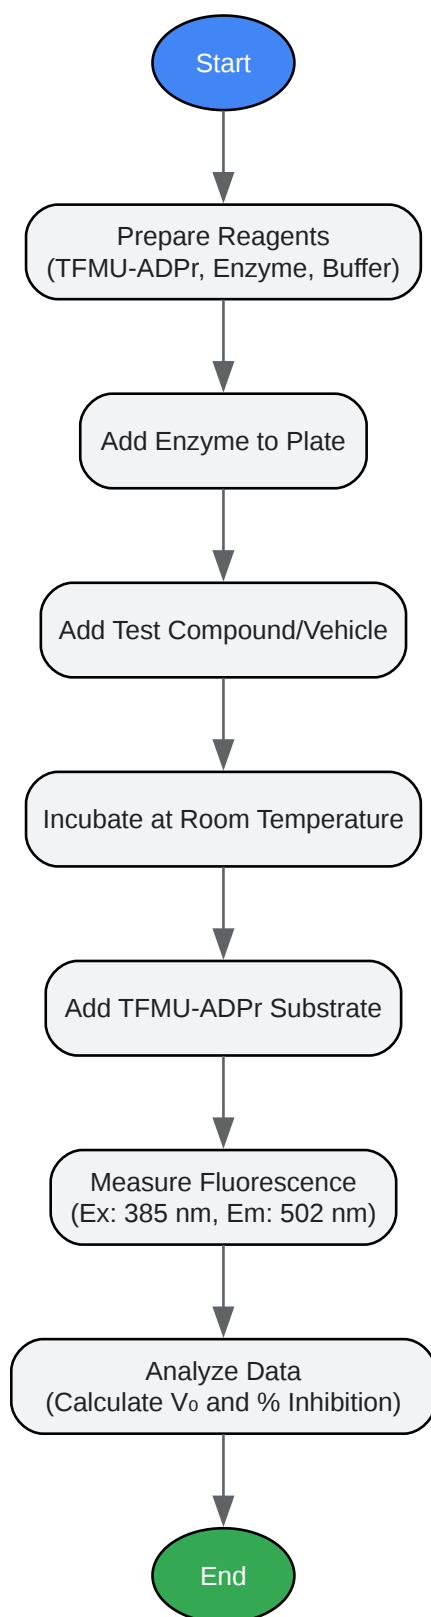 Start
Prepare Reagents
(TFMU-ADPr, Enzyme, Buffer)
Add Enzyme to Plate
Add Test Compound/Vehicle
Incubate at Room Temperature
Add TFMU-ADPr Substrate
Measure Fluorescence
(Ex: 385 nm, Em: 502 nm)
Analyze Data
(Calculate V₀ and % Inhibition)
End